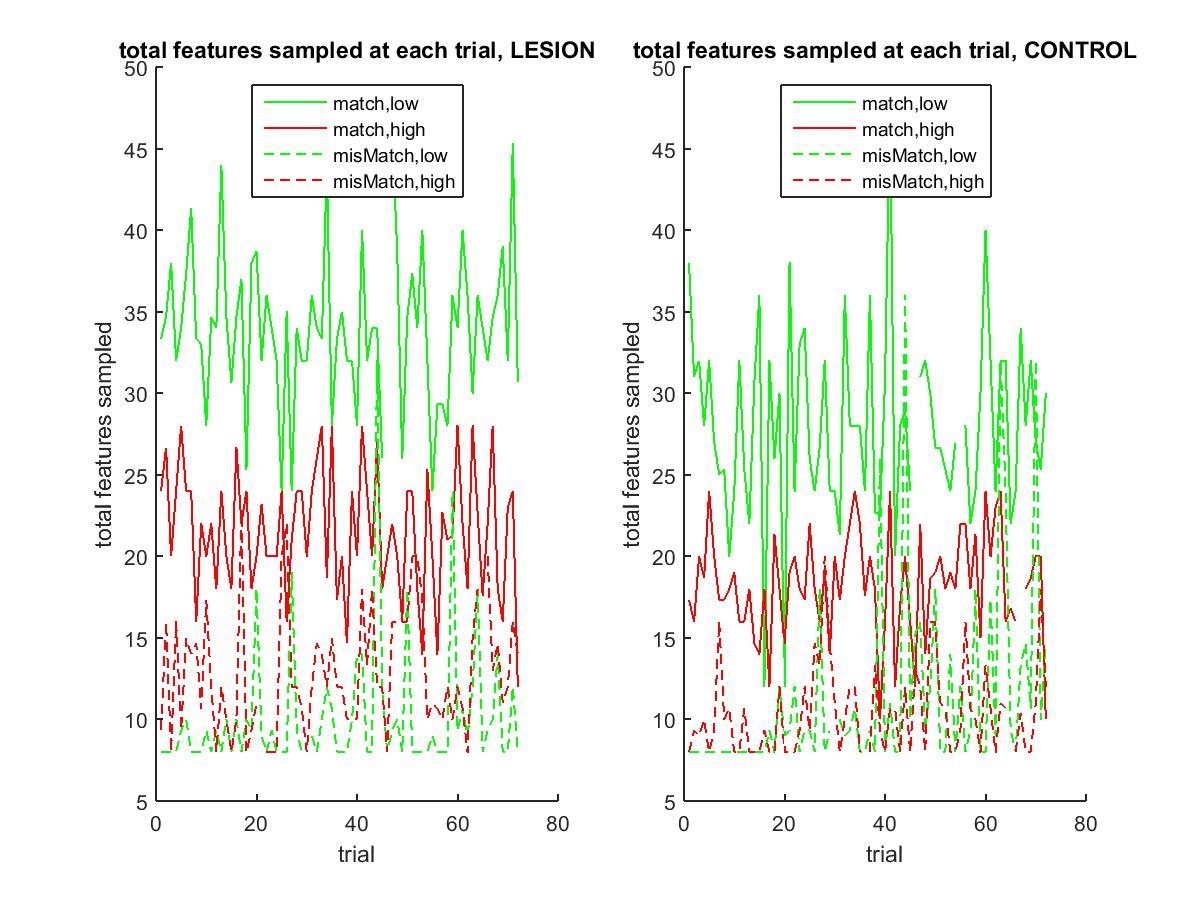 total features sampled at each trial, LESION
total features sampled at each trial, CONTROL
50
45
40
35
30
25
20
15
10
5
total features sampled
match,low
match,high
misMatch,low
misMatch,high
0
20
40
60
80
trial
50
45
40
35
30
25
20
15
10
5
total features sampled
match,low
match,high
misMatch,low
misMatch,high
0
20
40
60
80
trial